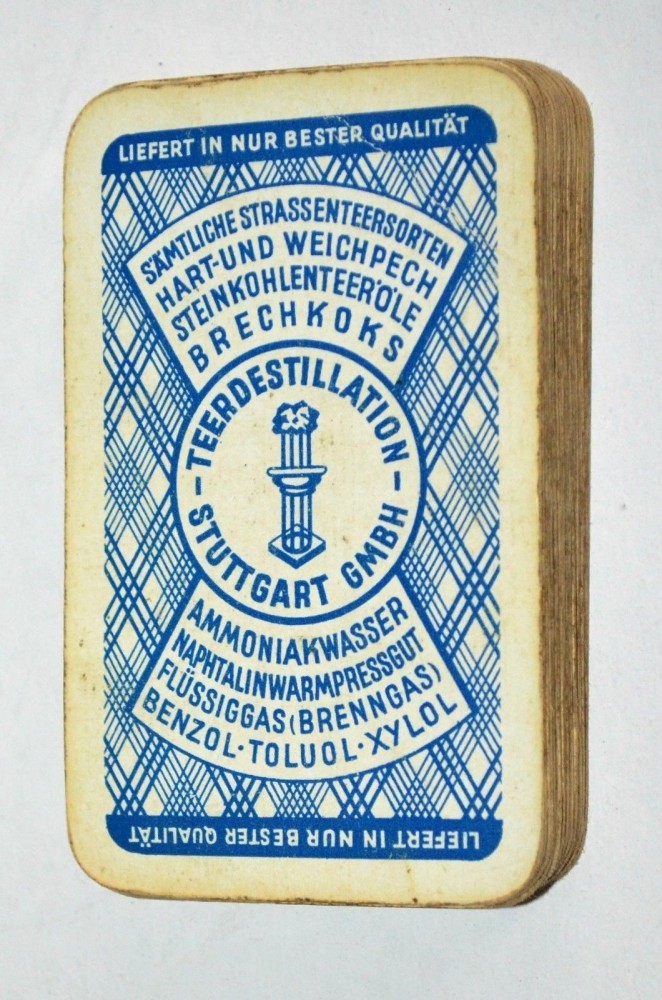 LIEFERT IN NUR BESTER QUALITÄT
SÄMTLICHE STRASSENTEERSORTEN
HART-UND WEICHPECH
STEINKOHLENTEERÖLE
BRECHKOKS
TEERDESTILLATION
- STUTTGART GMBH -
AMMONIAKWASSER
NAPHTALINWARMPRESSGUT
FLÜSSIGGAS (BRENNGAS)
BENZOL · TOLUOL · XYLOL
LIEFERT IN NUR BESTER QUALITÄT